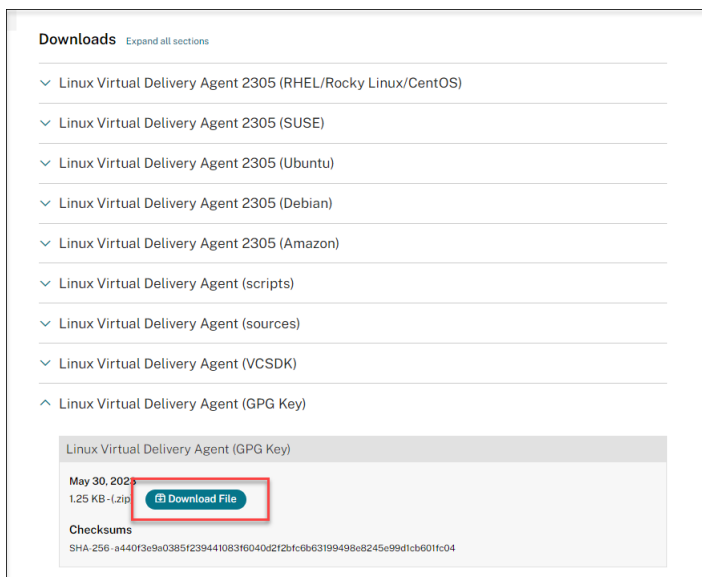 Downloads Expand all sections
Linux Virtual Delivery Agent 2305 (RHEL/Rocky Linux/CentOS)
Linux Virtual Delivery Agent 2305 (SUSE)
Linux Virtual Delivery Agent 2305 (Ubuntu)
Linux Virtual Delivery Agent 2305 (Debian)
Linux Virtual Delivery Agent 2305 (Amazon)
Linux Virtual Delivery Agent (scripts)
Linux Virtual Delivery Agent (sources)
Linux Virtual Delivery Agent (VCSDK)
Linux Virtual Delivery Agent (GPG Key)
Linux Virtual Delivery Agent (GPG Key)
May 30, 2023
1.25 KB - (.zip) Download File
Checksums
SHA-256 - a440f3e9a0385f239441083f6040d2f2bfc6b63199498e8245e99d1cb601fc04